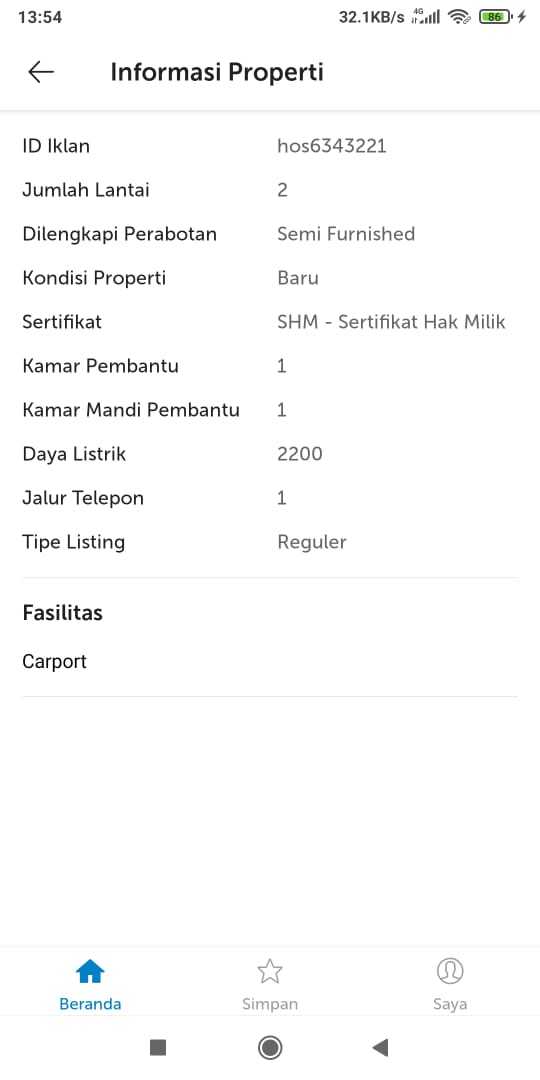 13:54 32.1KB/s 4G 86
Informasi Properti
ID Iklan hos6343221
Jumlah Lantai 2
Dilengkapi Perabotan Semi Furnished
Kondisi Properti Baru
Sertifikat SHM - Sertifikat Hak Milik
Kamar Pembantu 1
Kamar Mandi Pembantu 1
Daya Listrik 2200
Jalur Telepon 1
Tipe Listing Reguler
Fasilitas
Carport
Beranda Simpan Saya